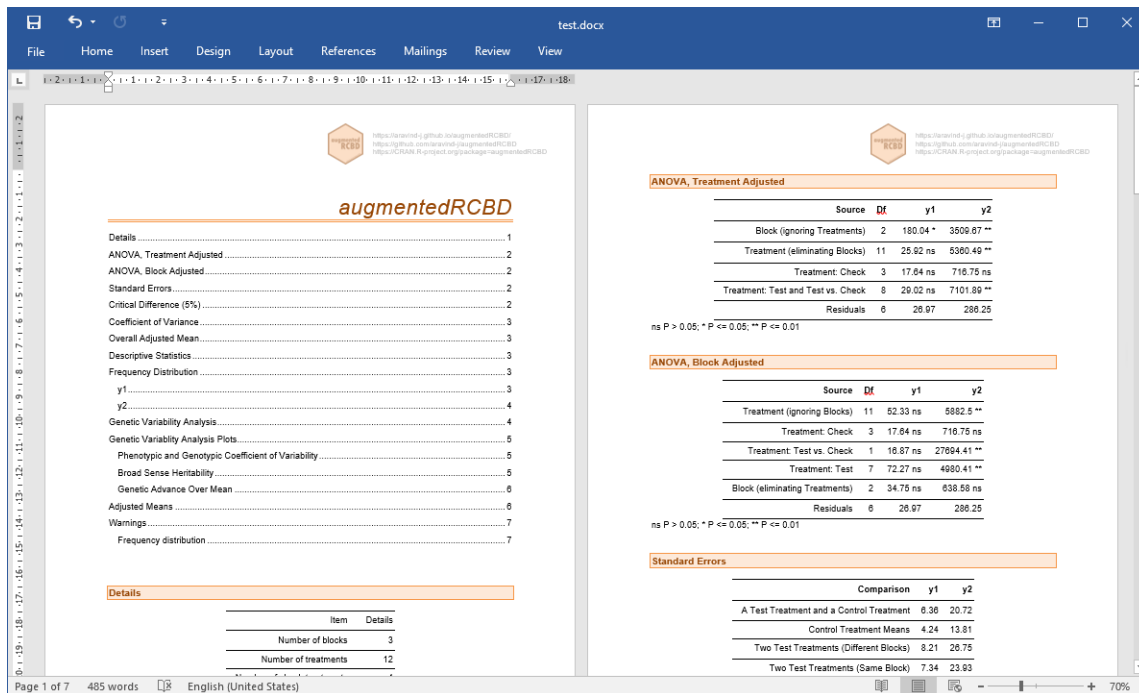 test.docx
File Home Insert Design Layout References Mailings Review View
L
augmented
RCBD
https://aravind-j.github.io/augmentedRCBD/
https://github.com/aravind-j/augmentedRCBD
https://CRAN.R-project.org/package=augmentedRCBD
augmentedRCBD
Details 1
ANOVA, Treatment Adjusted 2
ANOVA, Block Adjusted 2
Standard Errors 2
Critical Difference (5%) 2
Coefficient of Variance 3
Overall Adjusted Mean 3
Descriptive Statistics 3
Frequency Distribution 3
y1 3
y2 4
Genetic Variability Analysis 4
Genetic Variablity Analysis Plots 5
Phenotypic and Genotypic Coefficient of Variability 5
Broad Sense Heritability 5
Genetic Advance Over Mean 6
Adjusted Means 6
Warnings 7
Frequency distribution 7
Details
Item Details
Number of blocks 3
Number of treatments 12
augmented
RCBD
https://aravind-j.github.io/augmentedRCBD/
https://github.com/aravind-j/augmentedRCBD
https://CRAN.R-project.org/package=augmentedRCBD
ANOVA, Treatment Adjusted
Source Df y1 y2
Block (ignoring Treatments) 2 180.04 * 3509.67 **
Treatment (eliminating Blocks) 11 25.92 ns 5360.49 **
Treatment: Check 3 17.64 ns 716.75 ns
Treatment: Test and Test vs. Check 8 29.02 ns 7101.89 **
Residuals 6 26.97 286.25
ns P > 0.05; * P <= 0.05; ** P <= 0.01
ANOVA, Block Adjusted
Source Df y1 y2
Treatment (ignoring Blocks) 11 52.33 ns 5882.5 **
Treatment: Check 3 17.64 ns 716.75 ns
Treatment: Test vs. Check 1 16.87 ns 27694.41 **
Treatment: Test 7 72.27 ns 4980.41 **
Block (eliminating Treatments) 2 34.75 ns 638.58 ns
Residuals 6 26.97 286.25
ns P > 0.05; * P <= 0.05; ** P <= 0.01
Standard Errors
Comparison y1 y2
A Test Treatment and a Control Treatment 6.36 20.72
Control Treatment Means 4.24 13.81
Two Test Treatments (Different Blocks) 8.21 26.75
Two Test Treatments (Same Block) 7.34 23.93
Page 1 of 7 485 words English (United States) 70%